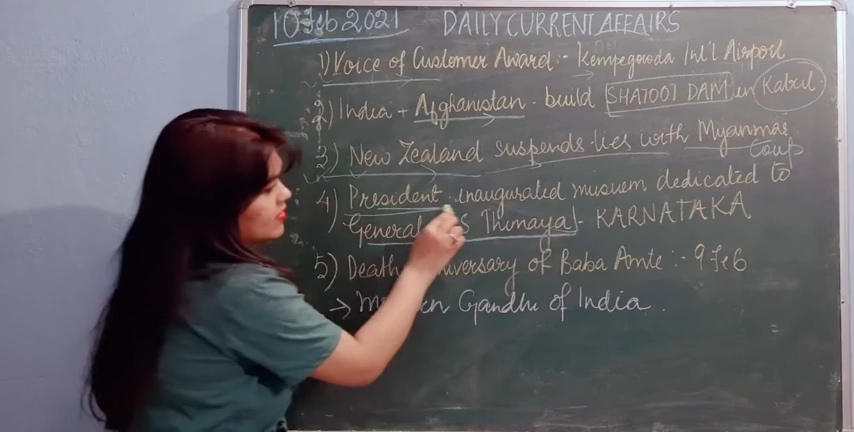 10 Feb 2021 DAILY CURRENT AFFAIRS
1) Voice of Customer Award :- Kempegowda Int'l Airport
2) India + Afghanistan build SHATOOT DAM in Kabul
3) New Zealand suspends ties with Myanmar
Coup
4) President inaugurated musuem dedicated to
General S Thimaya - KARNATAKA
5) Death of Baba Amte :- 9 Feb
→ Gandhi of India.